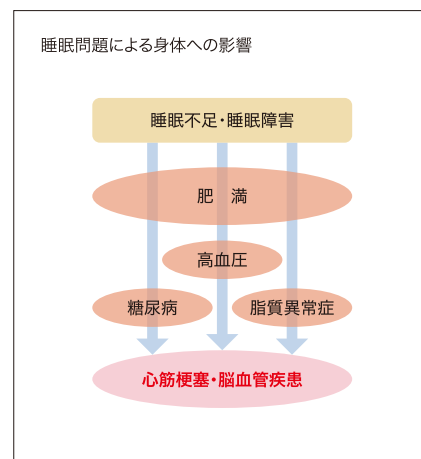 睡眠問題による身体への影響
睡眠不足・睡眠障害
肥　満
高血圧
糖尿病
脂質異常症
心筋梗塞・脳血管疾患